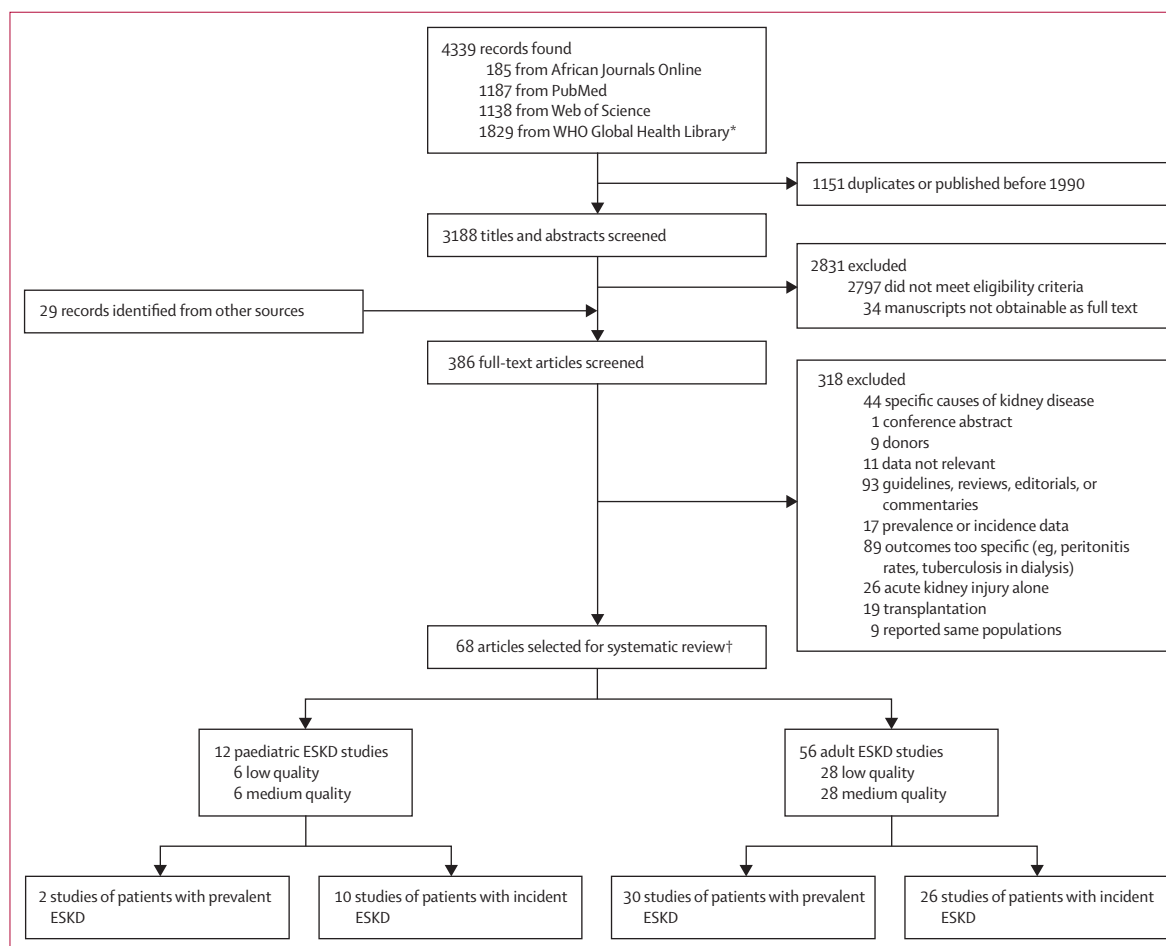 4339 records found
185 from African Journals Online
1187 from PubMed
1138 from Web of Science
1829 from WHO Global Health Library*
1151 duplicates or published before 1990
3188 titles and abstracts screened
2831 excluded
2797 did not meet eligibility criteria
34 manuscripts not obtainable as full text
29 records identified from other sources
386 full-text articles screened
318 excluded
44 specific causes of kidney disease
1 conference abstract
9 donors
11 data not relevant
93 guidelines, reviews, editorials, or
commentaries
17 prevalence or incidence data
89 outcomes too specific (eg, peritonitis
rates, tuberculosis in dialysis)
26 acute kidney injury alone
19 transplantation
9 reported same populations
68 articles selected for systematic review†
12 paediatric ESKD studies
6 low quality
6 medium quality
56 adult ESKD studies
28 low quality
28 medium quality
2 studies of patients with prevalent
ESKD
10 studies of patients with incident
ESKD
30 studies of patients with prevalent
ESKD
26 studies of patients with incident
ESKD